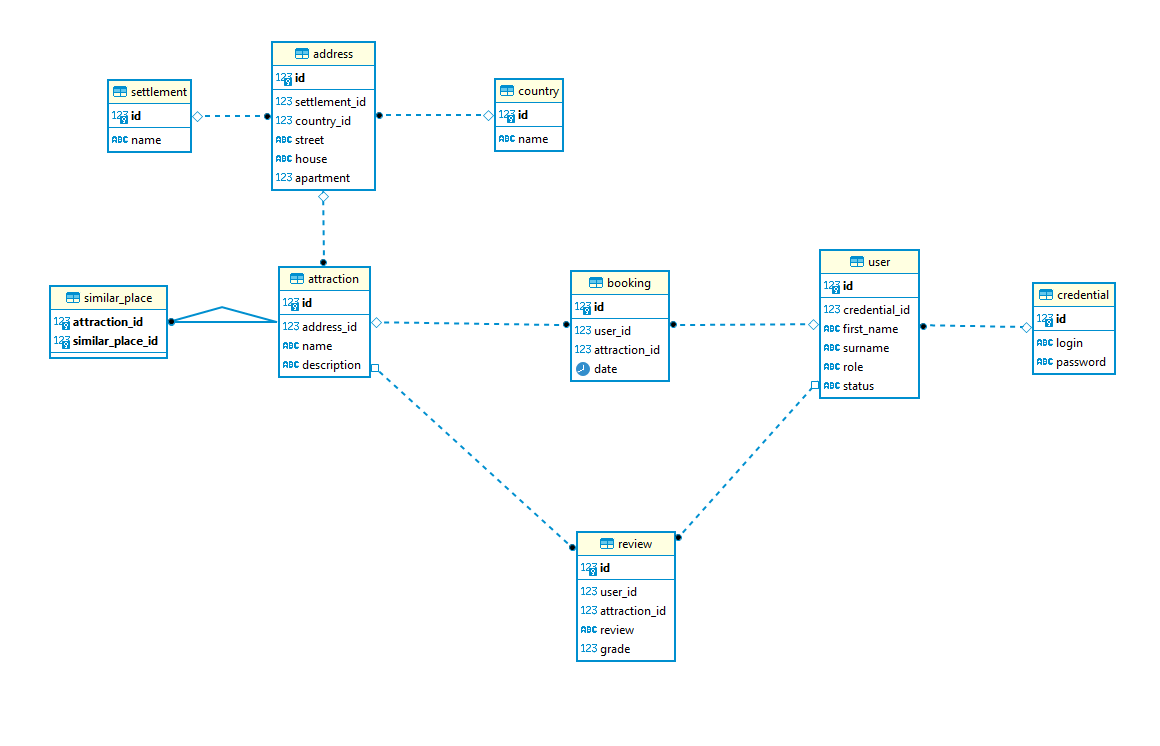 address
123 id
123 settlement_id
123 country_id
ABC street
ABC house
123 apartment
settlement
123 id
ABC name
country
123 id
ABC name
similar_place
123 attraction_id
123 similar_place_id
attraction
123 id
123 address_id
ABC name
ABC description
booking
123 id
123 user_id
123 attraction_id
date
user
123 id
123 credential_id
ABC first_name
ABC surname
ABC role
ABC status
credential
123 id
ABC login
ABC password
review
123 id
123 user_id
123 attraction_id
ABC review
123 grade